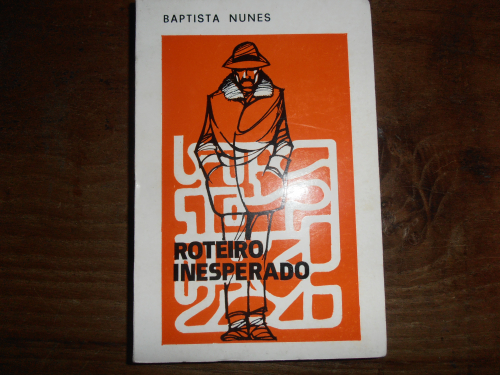 BAPTISTA NUNES
ROTEIRO
INESPERADO